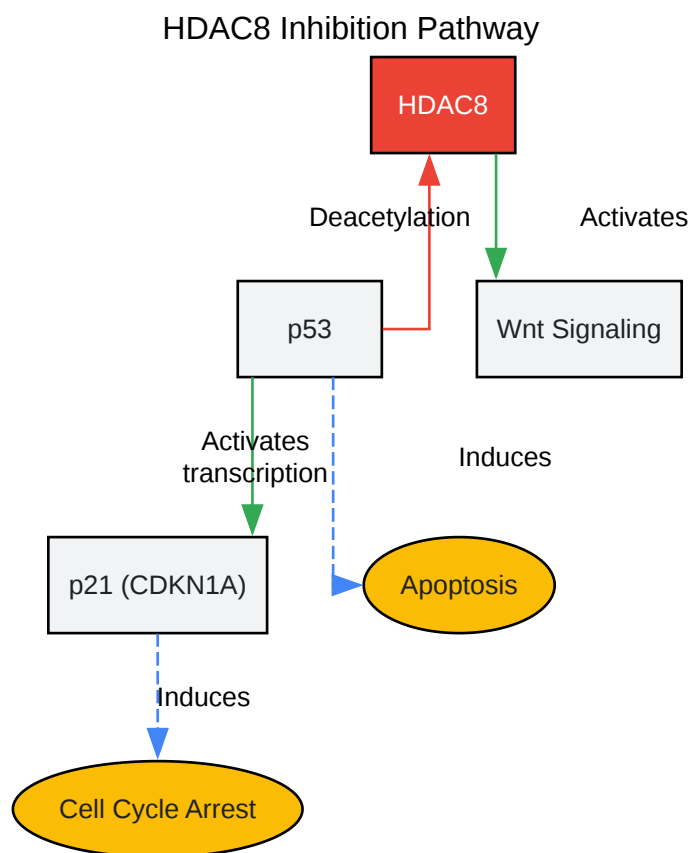 HDAC8 Inhibition Pathway
HDAC8
Deacetylation
Activates
p53
Wnt Signaling
Activates
transcription
Induces
p21 (CDKN1A)
Apoptosis
Induces
Cell Cycle Arrest